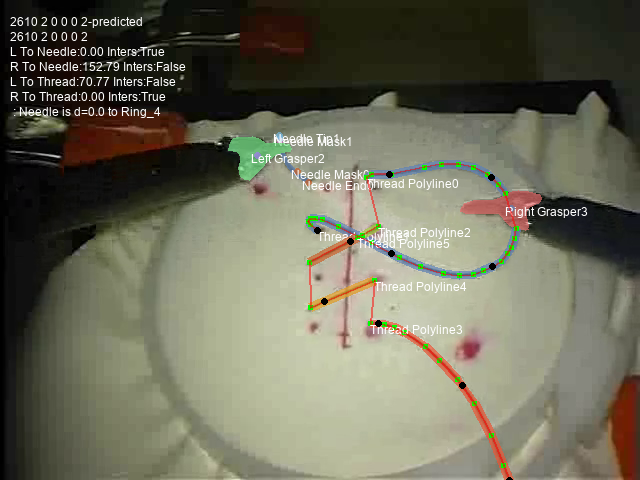 2610 2 0 0 0 2-predicted
2610 2 0 0 0 2
L To Needle:0.00 Inters:True
R To Needle:152.79 Inters:False
L To Thread:70.77 Inters:False
R To Thread:0.00 Inters:True
: Needle is d=0.0 to Ring_4
Needle Tip1
Needle Mask1
Left Grasper2
Needle Mask0
Needle End0
Thread Polyline0
Right Grasper3
Thread Polyline2
Thread Polyline5
Thread Polyline4
Thread Polyline3